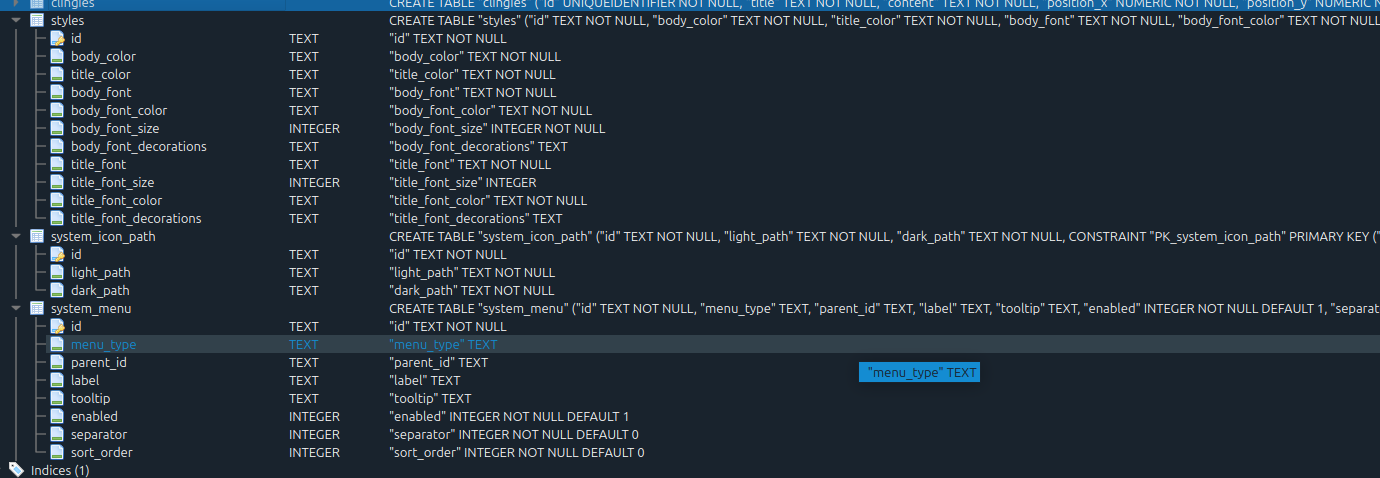 clingies CREATE TABLE "clingies" ("id" UNIQUEIDENTIFIER NOT NULL, "title" TEXT NOT NULL, "content" TEXT NOT NULL, "position_x" NUMERIC NOT NULL, "position_y" NUMERIC N
styles CREATE TABLE "styles" ("id" TEXT NOT NULL, "body_color" TEXT NOT NULL, "title_color" TEXT NOT NULL, "body_font" TEXT NOT NULL, "body_font_color" TEXT NOT NULL,
id TEXT "id" TEXT NOT NULL
body_color TEXT "body_color" TEXT NOT NULL
title_color TEXT "title_color" TEXT NOT NULL
body_font TEXT "body_font" TEXT NOT NULL
body_font_color TEXT "body_font_color" TEXT NOT NULL
body_font_size INTEGER "body_font_size" INTEGER NOT NULL
body_font_decorations TEXT "body_font_decorations" TEXT
title_font TEXT "title_font" TEXT NOT NULL
title_font_size INTEGER "title_font_size" INTEGER
title_font_color TEXT "title_font_color" TEXT NOT NULL
title_font_decorations TEXT "title_font_decorations" TEXT
system_icon_path CREATE TABLE "system_icon_path" ("id" TEXT NOT NULL, "light_path" TEXT NOT NULL, "dark_path" TEXT NOT NULL, CONSTRAINT "PK_system_icon_path" PRIMARY KEY ("
id TEXT "id" TEXT NOT NULL
light_path TEXT "light_path" TEXT NOT NULL
dark_path TEXT "dark_path" TEXT NOT NULL
system_menu CREATE TABLE "system_menu" ("id" TEXT NOT NULL, "menu_type" TEXT, "parent_id" TEXT, "label" TEXT, "tooltip" TEXT, "enabled" INTEGER NOT NULL DEFAULT 1, "separat
id TEXT "id" TEXT NOT NULL
menu_type TEXT "menu_type" TEXT
parent_id TEXT "parent_id" TEXT
"menu_type" TEXT
label TEXT "label" TEXT
tooltip TEXT "tooltip" TEXT
enabled INTEGER "enabled" INTEGER NOT NULL DEFAULT 1
separator INTEGER "separator" INTEGER NOT NULL DEFAULT 0
sort_order INTEGER "sort_order" INTEGER NOT NULL DEFAULT 0
Indices (1)